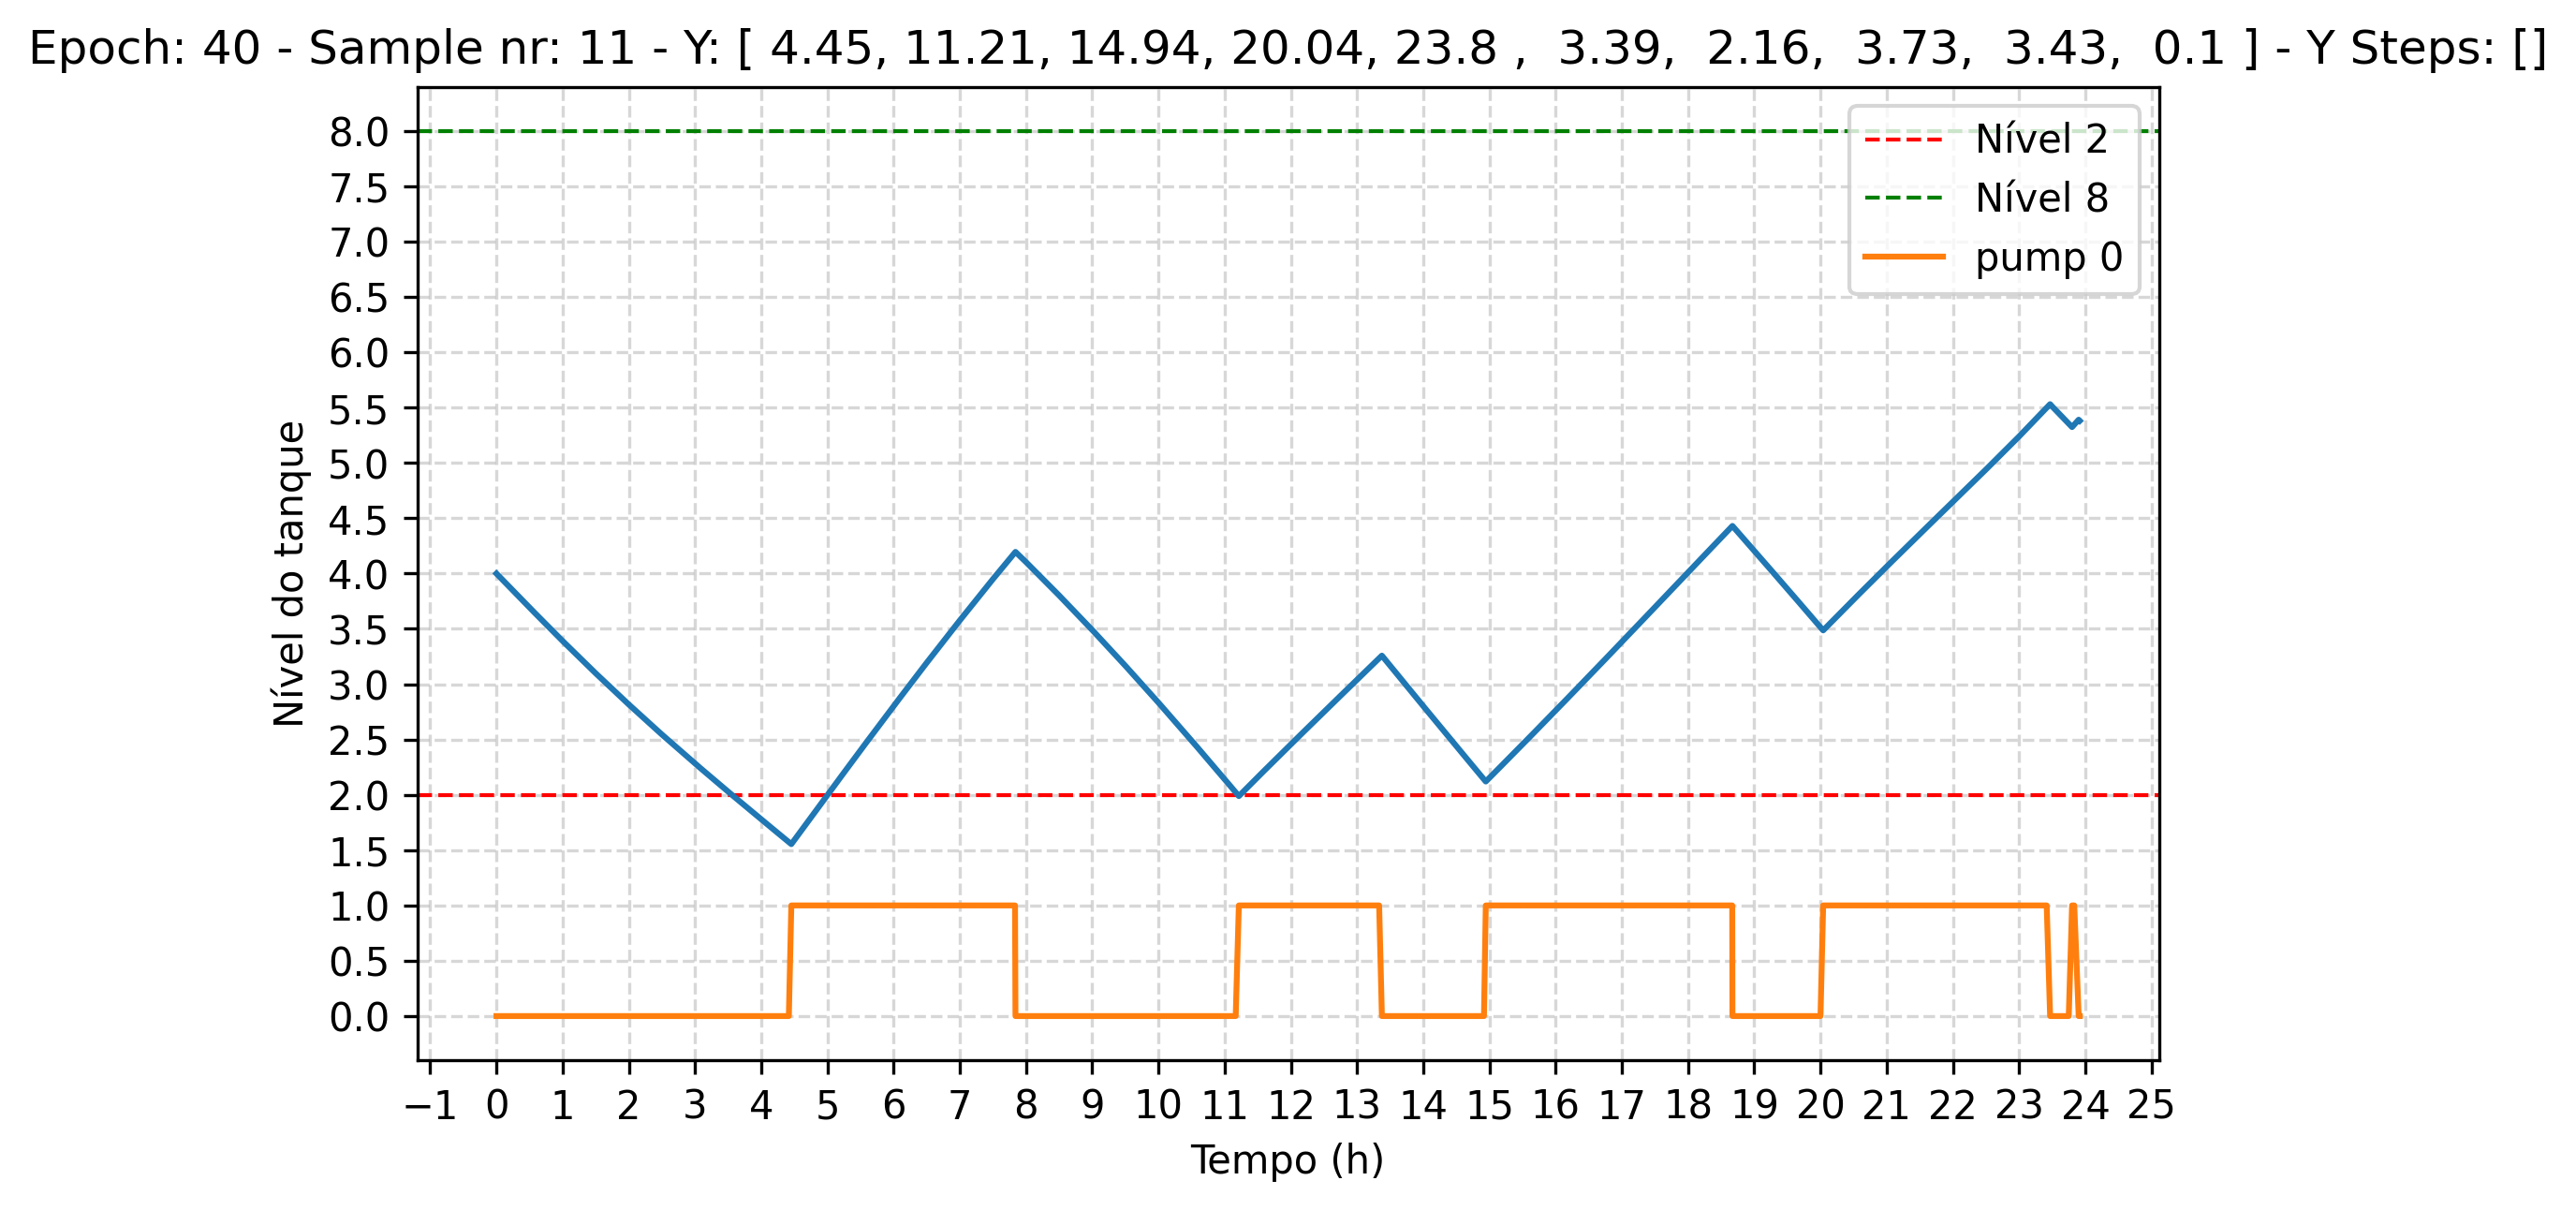 Epoch: 40 - Sample nr: 11 - Y: [ 4.45, 11.21, 14.94, 20.04, 23.8 ,  3.39,  2.16,  3.73,  3.43,  0.1 ] - Y Steps: []
Nível 2
Nível 8
pump 0
8.0
7.5
7.0
6.5
6.0
5.5
5.0
4.5
4.0
3.5
3.0
2.5
2.0
1.5
1.0
0.5
0.0
Nível do tanque
−1 0 1 2 3 4 5 6 7 8 9 10 11 12 13 14 15 16 17 18 19 20 21 22 23 24 25
Tempo (h)